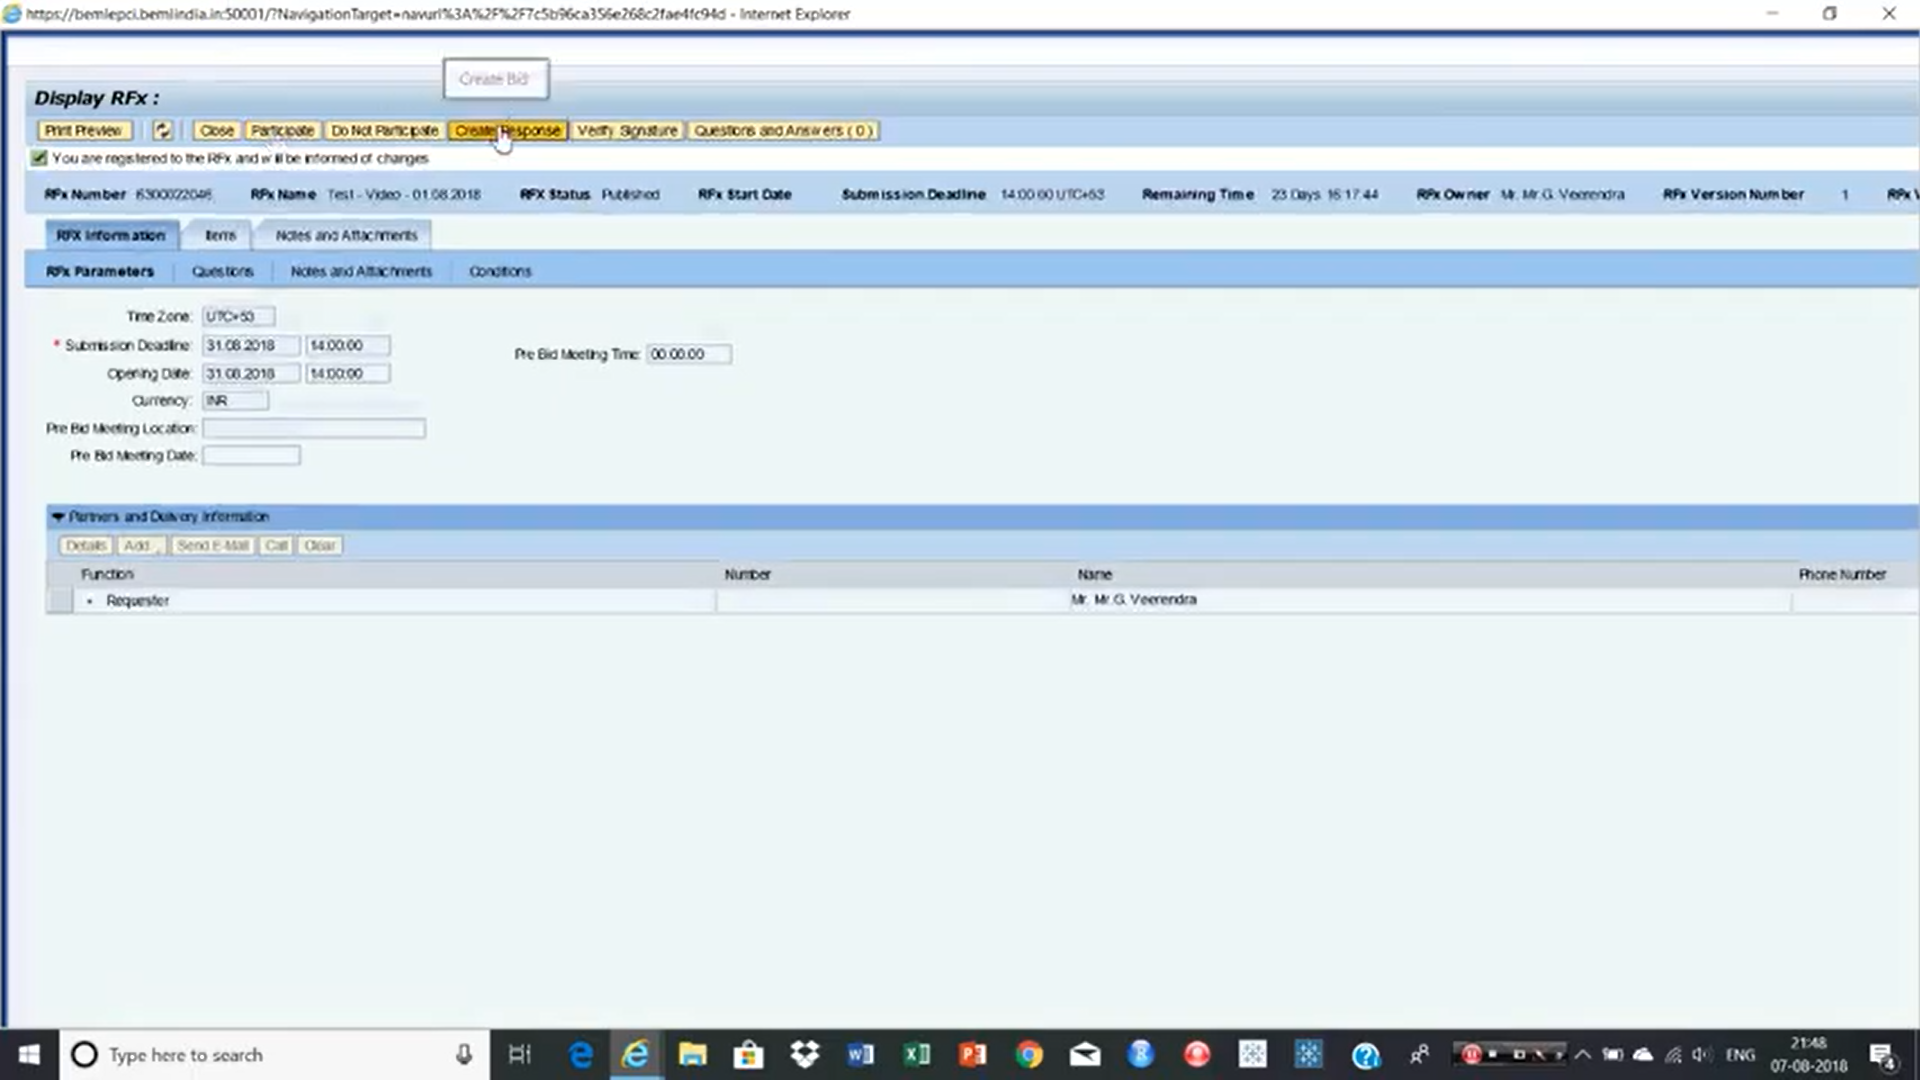 https://bemlepci.bemlindia.in:50001/?NavigationTarget=navurl%3A%2F%2F7c5b96ca356e268c2fae4fc94d - Internet Explorer
Create Bid
Display RFx :
Print Preview Close Participate Do Not Participate Create Response Verify Signature Questions and Answers ( 0 )
You are registered to the RFx and will be informed of changes
RFx Number 6300022046 RFx Name Test - Video - 01.08.2018 RFX Status Published RFx Start Date Submission Deadline 14:00:00 UTC+53 Remaining Time 23 Days 16:17:44 RFx Owner Mr. Mr.G. Veerendra RFx Version Number 1 RFx V
RFX Information Items Notes and Attachments
RFx Parameters Questions Notes and Attachments Conditions
Time Zone: UTC+53
* Submission Deadline: 31.08.2018 14:00:00
Pre Bid Meeting Time: 00:00:00
Opening Date: 31.08.2018 14:00:00
Currency: INR
Pre Bid Meeting Location:
Pre Bid Meeting Date:
Partners and Delivery Information
Details Add Send E-Mail Call Clear
Function Number Name Phone Number
• Requester Mr. Mr.G. Veerendra
Type here to search
ENG
21:48
07-08-2018
4